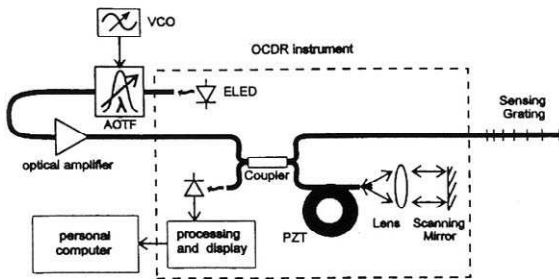 VCO
OCDR instrument
AOTF
ELED
Sensing
Grating
optical amplifier
Coupler
personal
computer
processing
and display
PZT
Lens
Scanning
Mirror
λ